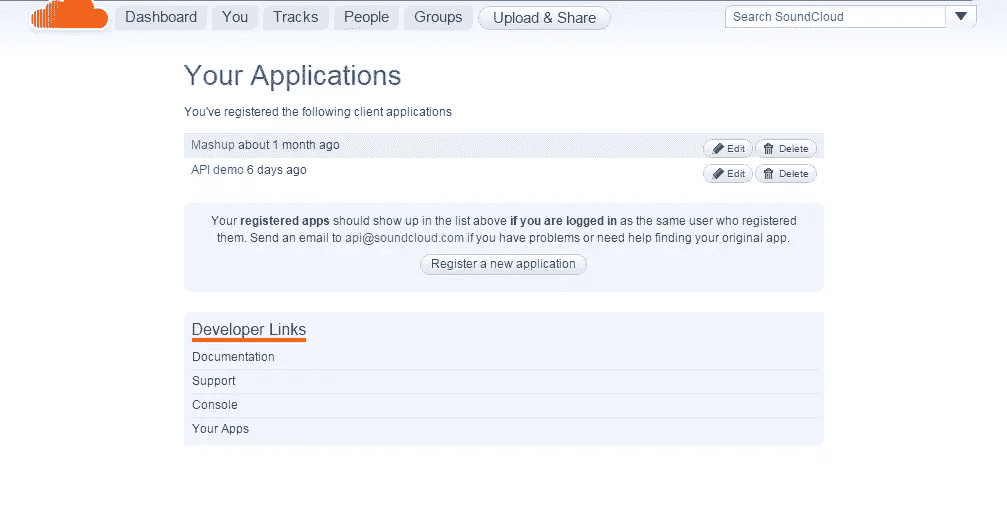 Dashboard You Tracks People Groups Upload & Share Search SoundCloud
Your Applications
You've registered the following client applications
Mashup about 1 month ago Edit Delete
API demo 6 days ago Edit Delete
Your registered apps should show up in the list above if you are logged in as the same user who registered
them. Send an email to api@soundcloud.com if you have problems or need help finding your original app.
Register a new application
Developer Links
Documentation
Support
Console
Your Apps